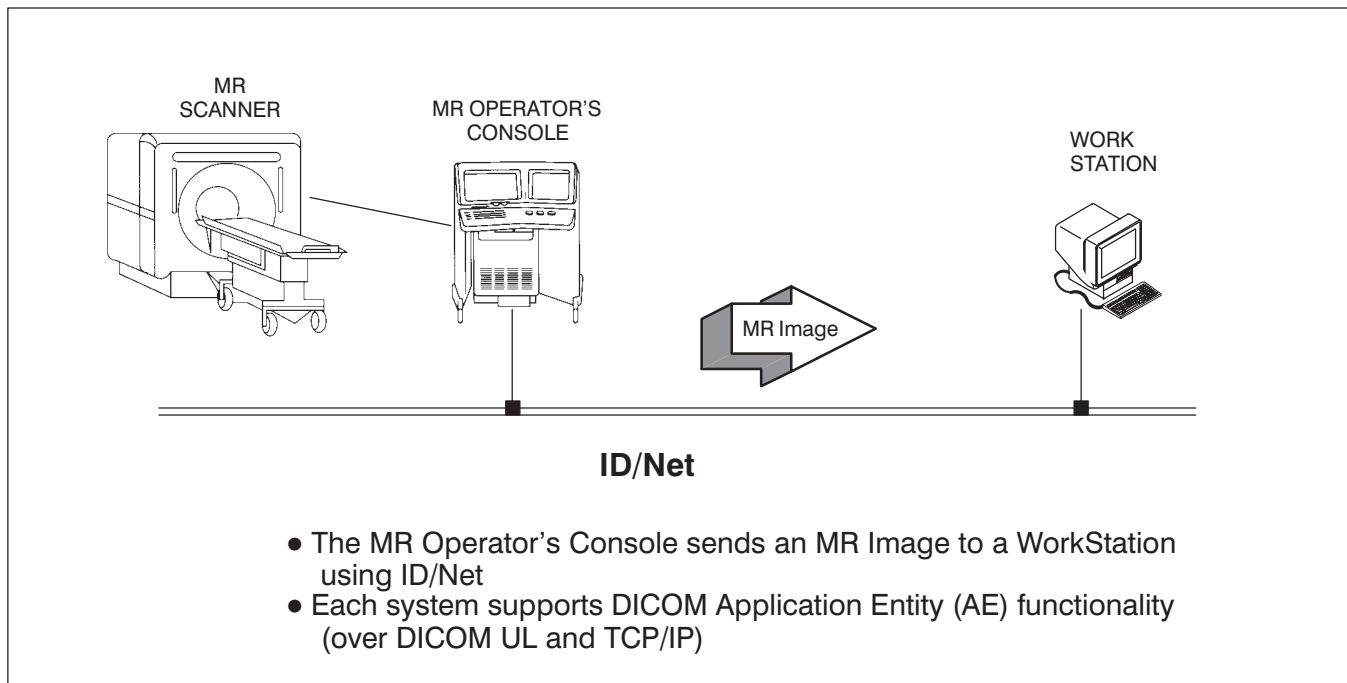 MR
SCANNER
MR OPERATOR'S
CONSOLE
WORK
STATION
MR Image
ID/Net
● The MR Operator's Console sends an MR Image to a WorkStation
using ID/Net
● Each system supports DICOM Application Entity (AE) functionality
(over DICOM UL and TCP/IP)